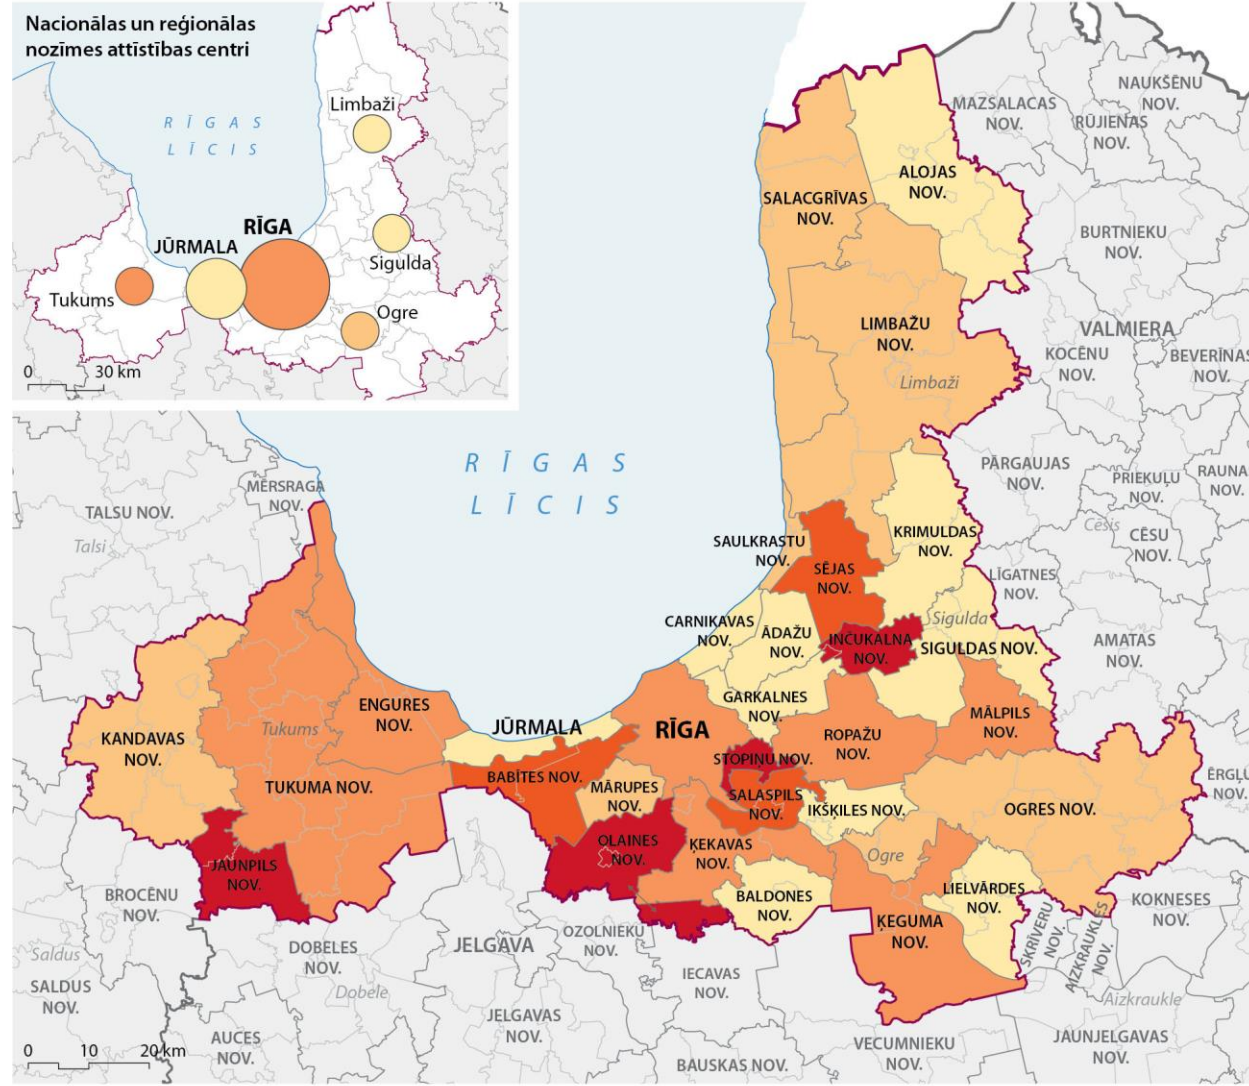 Nacionālas un reģionālas
nozīmes attīstības centri
Limbaži
RĪGAS
LĪCIS
RĪGA
JŪRMALA
Sigulda
Tukums
Ogre
0 30 km
MAZSALACAS
NOV.
NAUKŠĒNU
NOV.
RŪJIENAS
NOV.
ALOJAS
NOV.
SALACGRĪVAS
NOV.
BURTNIEKU
NOV.
LIMBAŽU
NOV.
Limbaži
VALMIERA
KOCĒNU
NOV.
BEVERĪNAS
NOV.
RĪGAS
LĪCIS
PĀRGAUJAS
NOV.
PRIEKUĻU
NOV.
RAUNA
NOV.
MĒRSRAGA
NOV.
TALSU NOV.
Talsi
Cēsis
CĒSU
NOV.
KRIMULDAS
NOV.
SAULKRASTU
NOV.
SĒJAS
NOV.
LĪGATNES
NOV.
Sigulda
CARNIKAVAS
NOV.
ĀDAŽU
NOV.
INČUKALNA
NOV.
SIGULDAS NOV.
AMATAS
NOV.
GARKALNES
NOV.
ENGURES
NOV.
Tukums
JŪRMALA
RĪGA
MĀLPILS
NOV.
ROPAŽU
NOV.
KANDAVAS
NOV.
STOPIŅU NOV.
BABĪTES NOV.
TUKUMA NOV.
MĀRUPES
NOV.
SALASPILS
NOV.
IKŠĶILES NOV.
OGRES NOV.
ĒRGĻU
NOV.
OLAINES
NOV.
ĶEKAVAS
NOV.
Ogre
JAUNPILS
NOV.
BALDONES
NOV.
LIELVĀRDES
NOV.
BROCĒNU
NOV.
KOKNESES
NOV.
SKRĪVERU
NOV.
AIZKRAUKLES
NOV.
ĶEGUMA
NOV.
OZOLNIEKU
NOV.
JELGAVA
DOBELES
NOV.
Saldus
SALDUS
NOV.
Dobele
IECAVAS
NOV.
Aizkraukle
JELGAVAS
NOV.
AUCES
NOV.
VECUMNIEKU
NOV.
JAUNJELGAVAS
NOV.
BAUSKAS NOV.
0 10 20 km